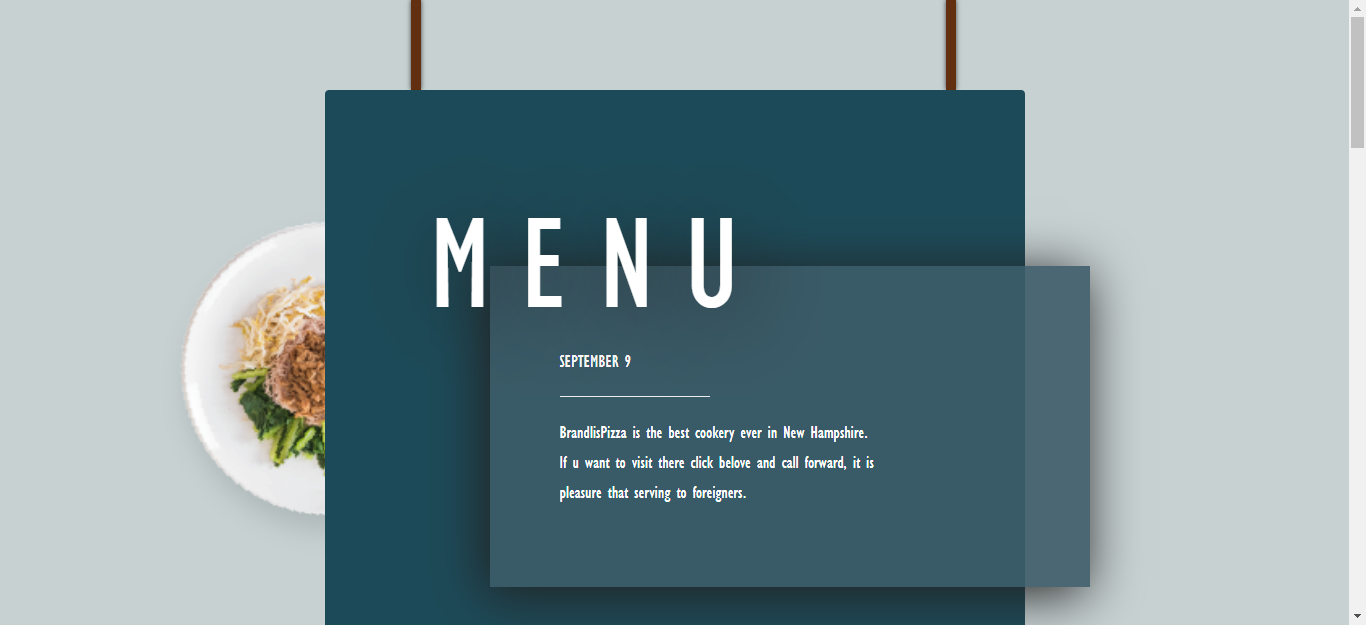 MENU
SEPTEMBER 9
BrandlisPizza is the best cookery ever in New Hampshire.
If u want to visit there click belove and call forward, it is
pleasure that serving to foreigners.